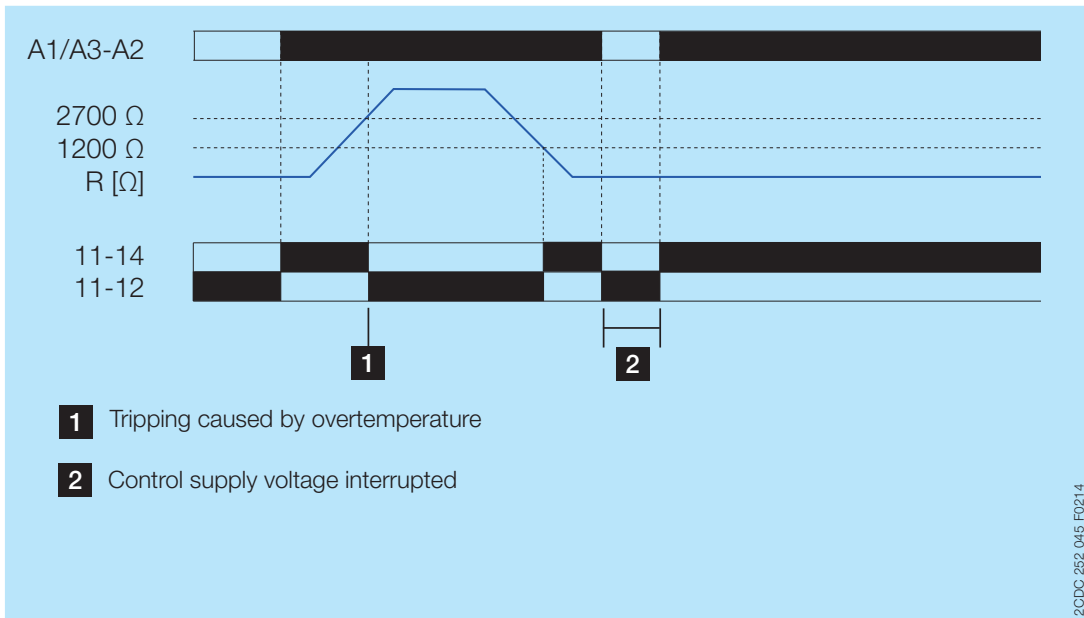 A1/A3-A2
2700 Ω
1200 Ω
R [Ω]
11-14
11-12
1
2
1 Tripping caused by overtemperature
2 Control supply voltage interrupted
2CDC 252 045 F0214